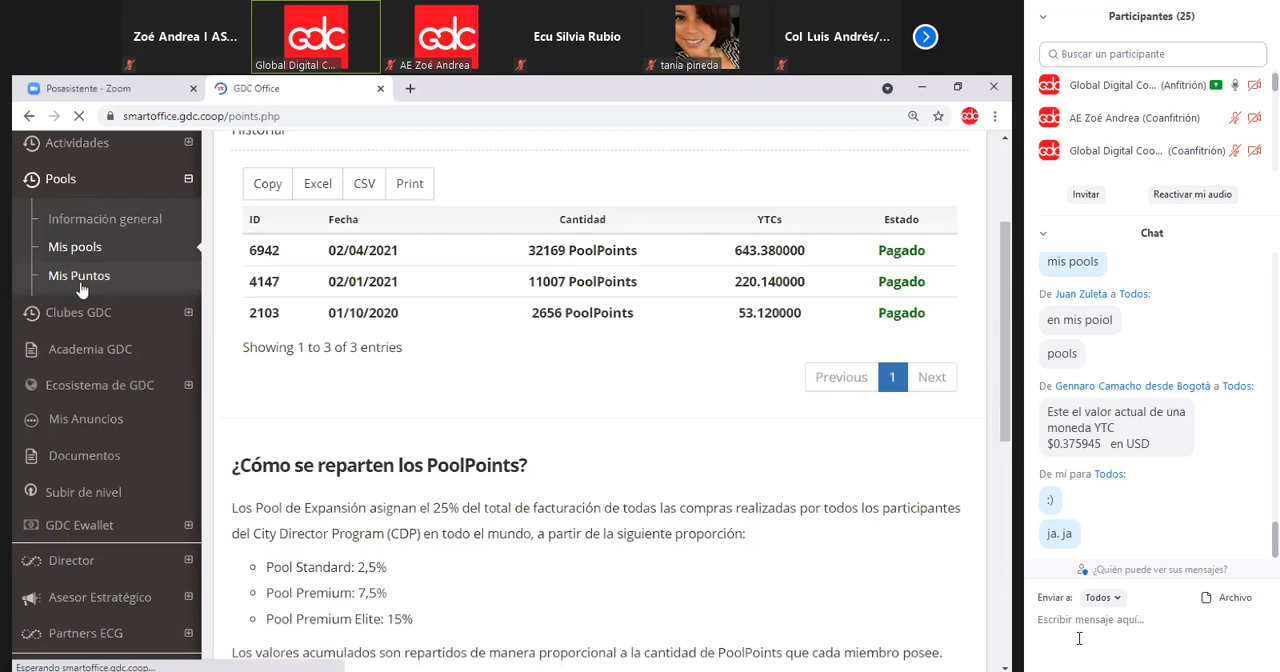 Zoé Andrea I AS...
gdc
Global Digital C...
gdc
AE Zoé Andrea
Ecu Silvia Rubio
tania pineda
Col Luis Andrés/...
Participantes (25)
Buscar un participante
gdc Global Digital Co... (Anfitrión)
gdc AE Zoé Andrea (Coanfitrión)
gdc Global Digital Coo... (Coanfitrión)
Invitar Reactivar mi audio
Chat
mis pools
De Juan Zuleta a Todos:
en mis poiol
pools
De Gennaro Camacho desde Bogotà a Todos:
Este el valor actual de una
moneda YTC
$0.375945 en USD
De mí para Todos:
:)
ja. ja
¿Quién puede ver sus mensajes?
Enviar a: Todos Archivo
Escribir mensaje aquí...
Posasistente - Zoom
GDC Office
smartoffice.gdc.coop/points.php
gdc
Actividades
Pools
Información general
Mis pools
Mis Puntos
Clubes GDC
Academia GDC
Ecosistema de GDC
Mis Anuncios
Documentos
Subir de nivel
GDC Ewallet
Director
Asesor Estratégico
Partners ECG
Esperando smartoffice.gdc.coop...
Historial
Copy Excel CSV Print
ID Fecha Cantidad YTCs Estado
6942 02/04/2021 32169 PoolPoints 643.380000 Pagado
4147 02/01/2021 11007 PoolPoints 220.140000 Pagado
2103 01/10/2020 2656 PoolPoints 53.120000 Pagado
Showing 1 to 3 of 3 entries
Previous 1 Next
¿Cómo se reparten los PoolPoints?
Los Pool de Expansión asignan el 25% del total de facturación de todas las compras realizadas por todos los participantes
del City Director Program (CDP) en todo el mundo, a partir de la siguiente proporción:
Pool Standard: 2,5%
Pool Premium: 7,5%
Pool Premium Elite: 15%
Los valores acumulados son repartidos de manera proporcional a la cantidad de PoolPoints que cada miembro posee.